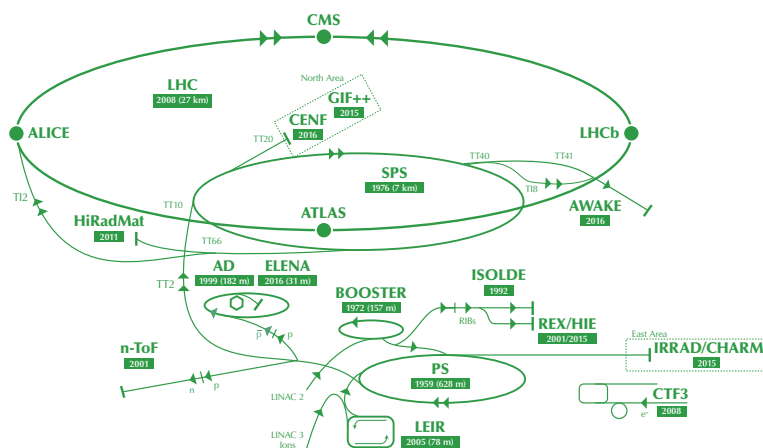 CMS
North Area
LHC
2008 (27 km)
GIF++
2015
CENF
2016
ALICE
LHCb
TT20
TT40
TT41
SPS
1976 (7 km)
TI8
TI2
TT10
AWAKE
2016
HiRadMat
2011
ATLAS
TT66
AD
1999 (182 m)
ELENA
2016 (31 m)
TT2
ISOLDE
1992
BOOSTER
1972 (157 m)
RIBs
REX/HIE
2001/2015
East Area
p̅
p
n-ToF
2001
IRRAD/CHARM
2015
PS
1959 (628 m)
n
p
LINAC 2
CTF3
2008
e-
LEIR
2005 (78 m)
LINAC 3
Ions